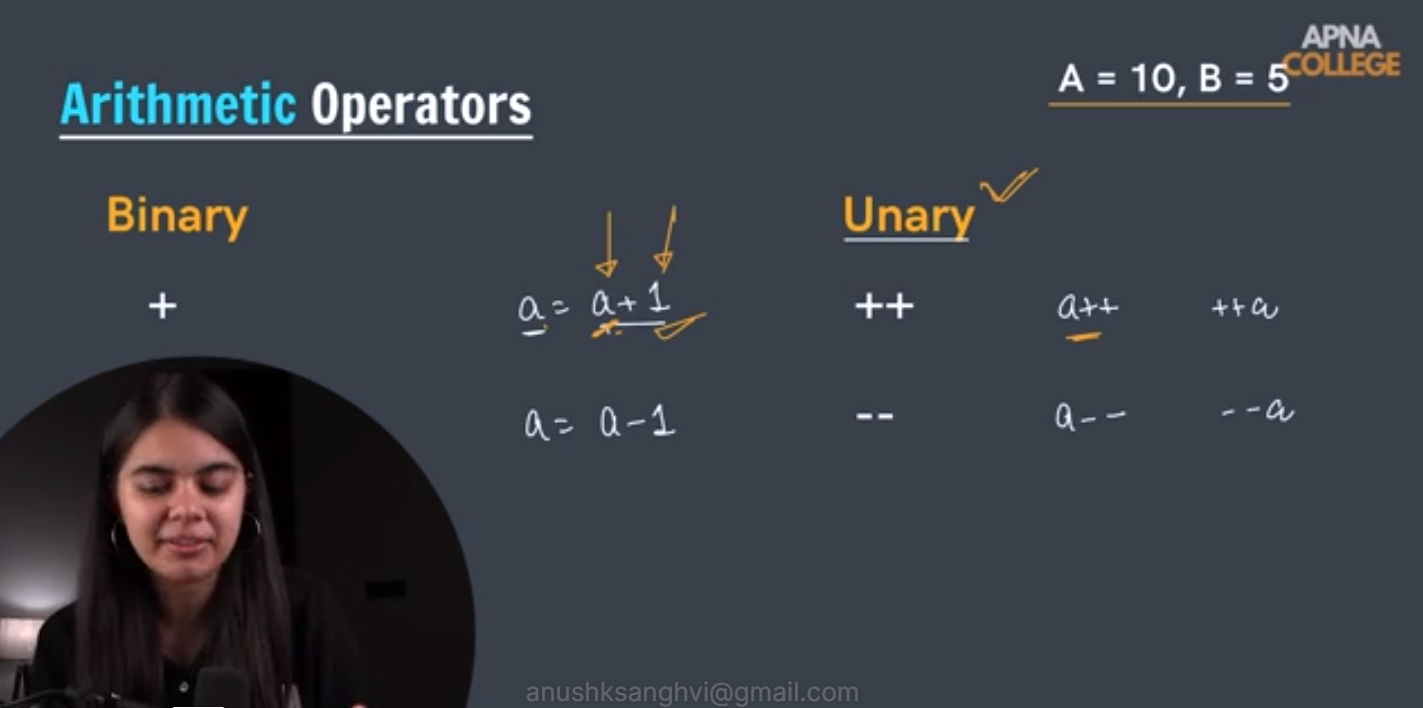 APNA
COLLEGE
A = 10, B = 5
Arithmetic Operators
Binary
Unary
+
a = a + 1
++
a++
++a
a = a - 1
--
a--
--a
anushksanghvi@gmail.com